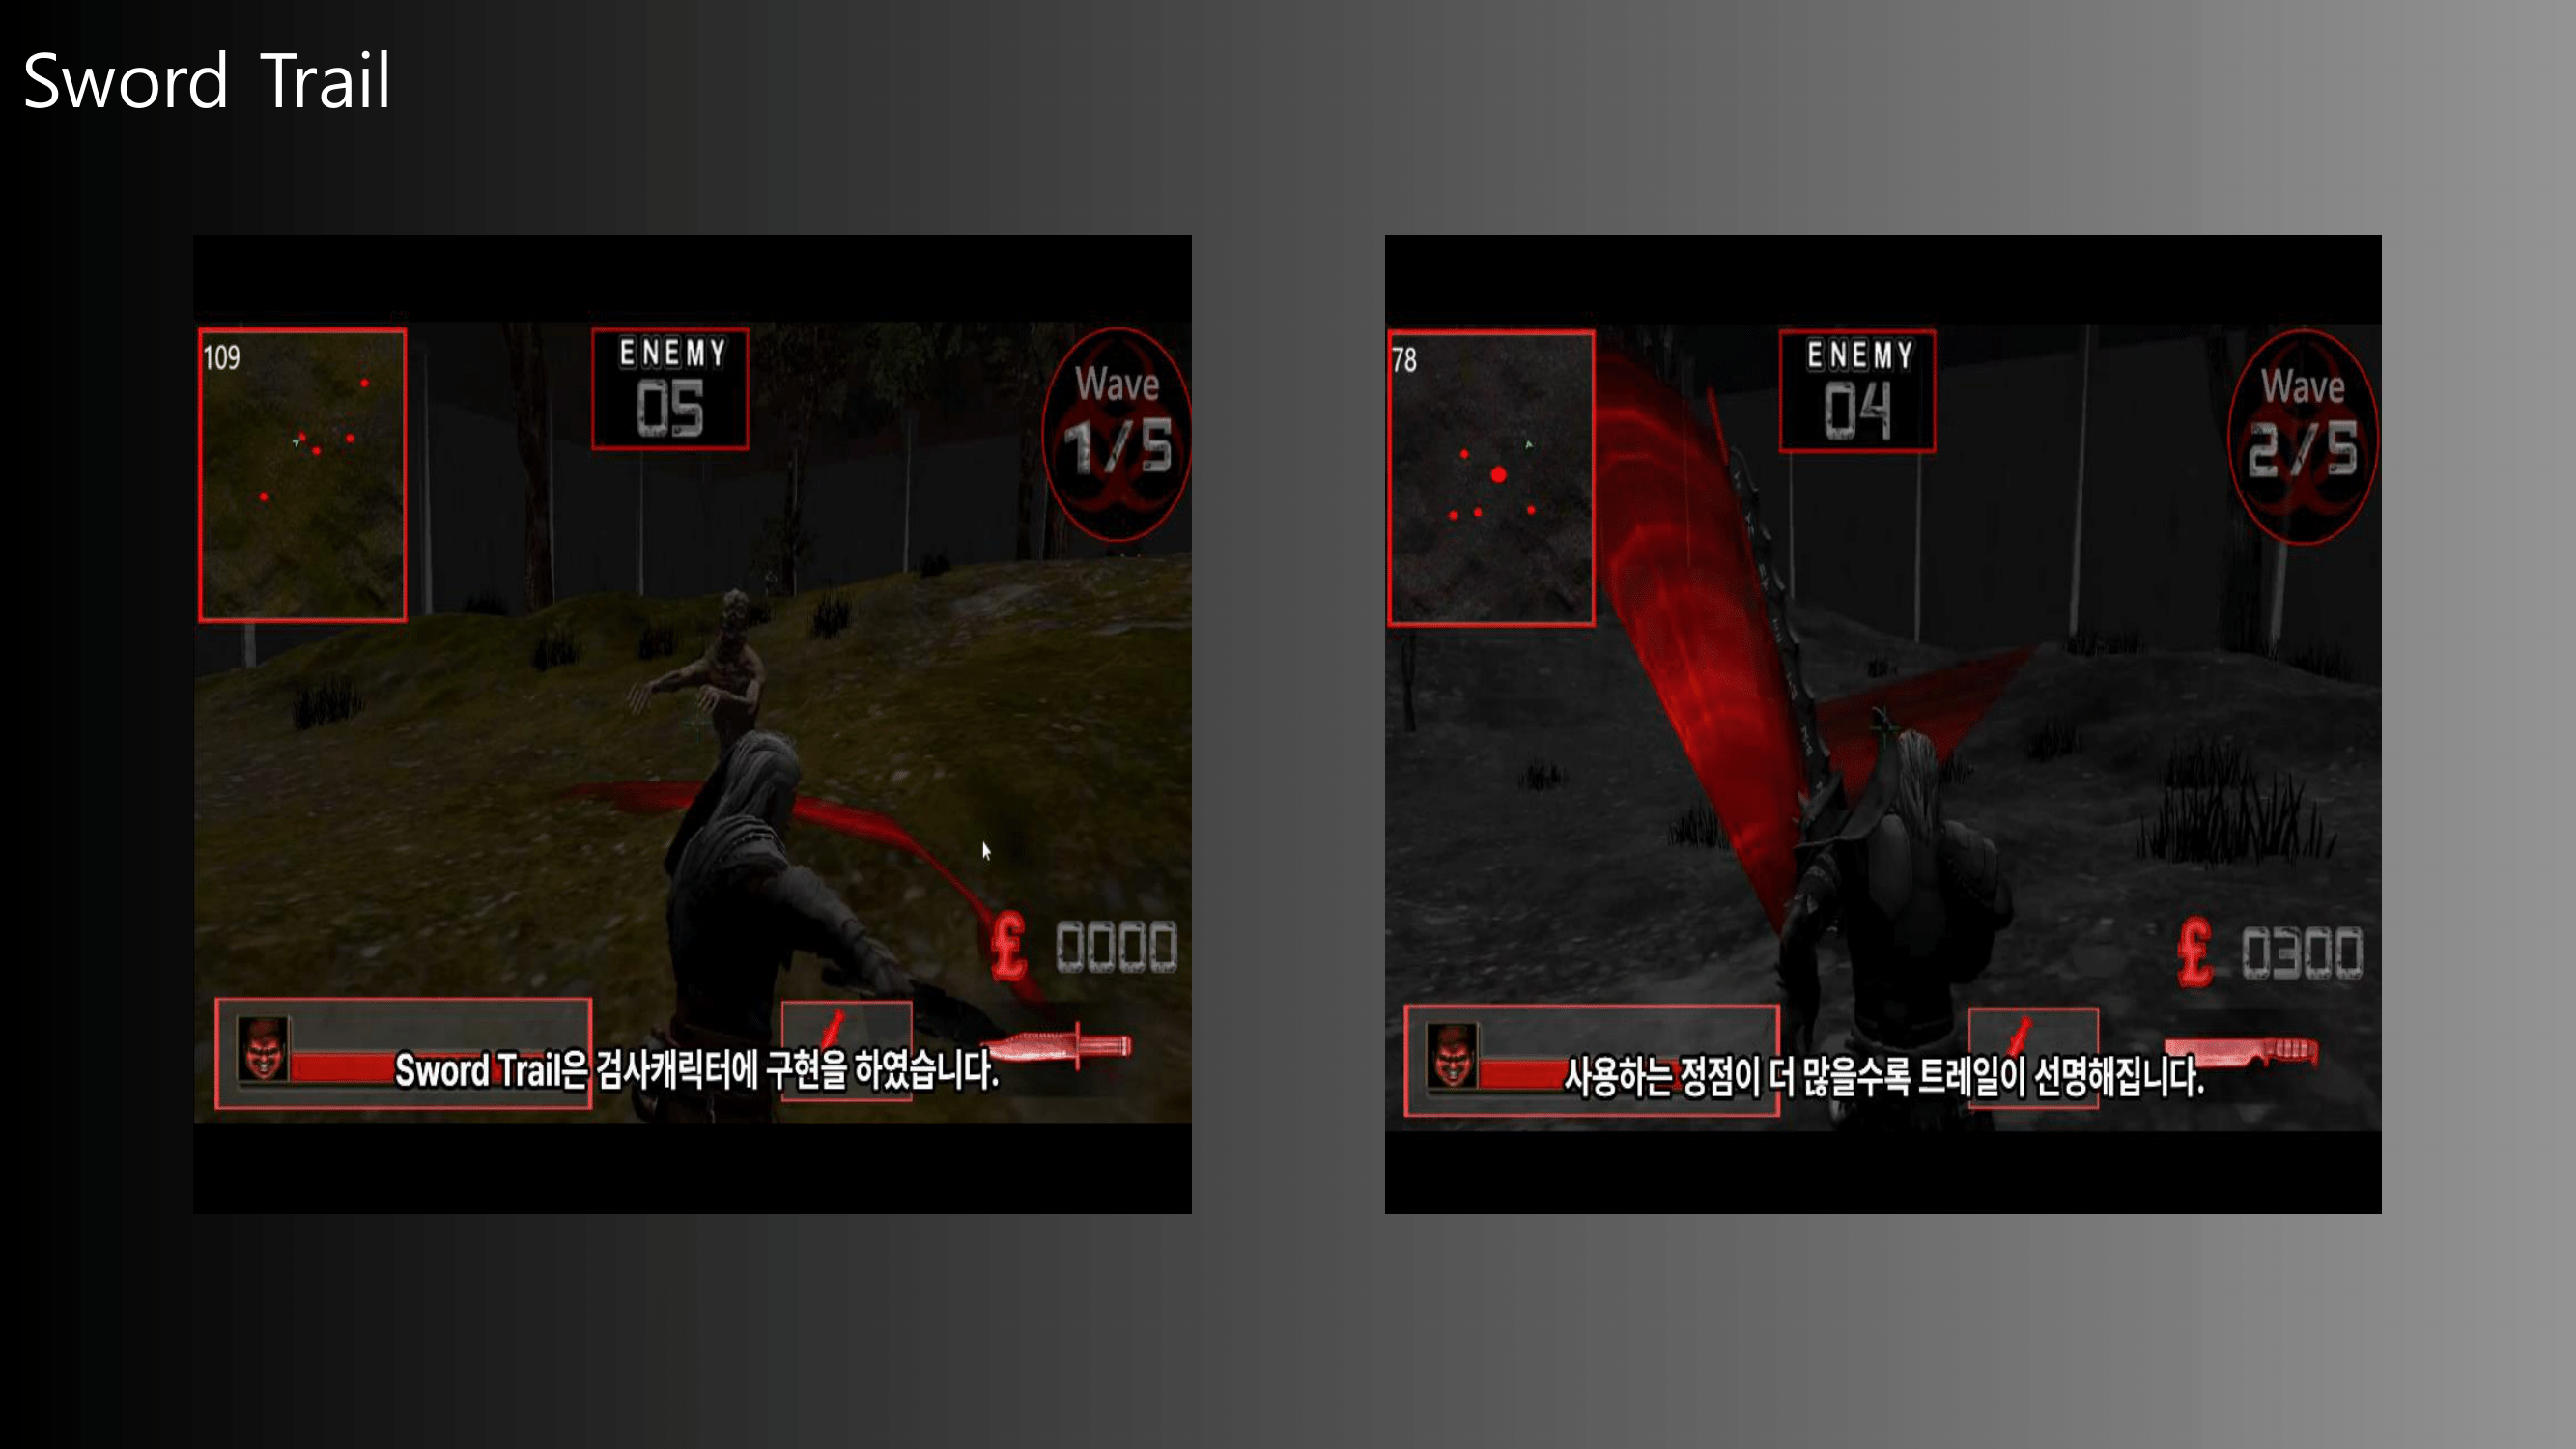 Sword Trail
109
ENEMY
05
Wave
1/5
£ 0000
Sword Trail은 검사캐릭터에 구현을 하였습니다.
78
ENEMY
04
Wave
2/5
£ 0300
사용하는 정점이 더 많을수록 트레일이 선명해집니다.